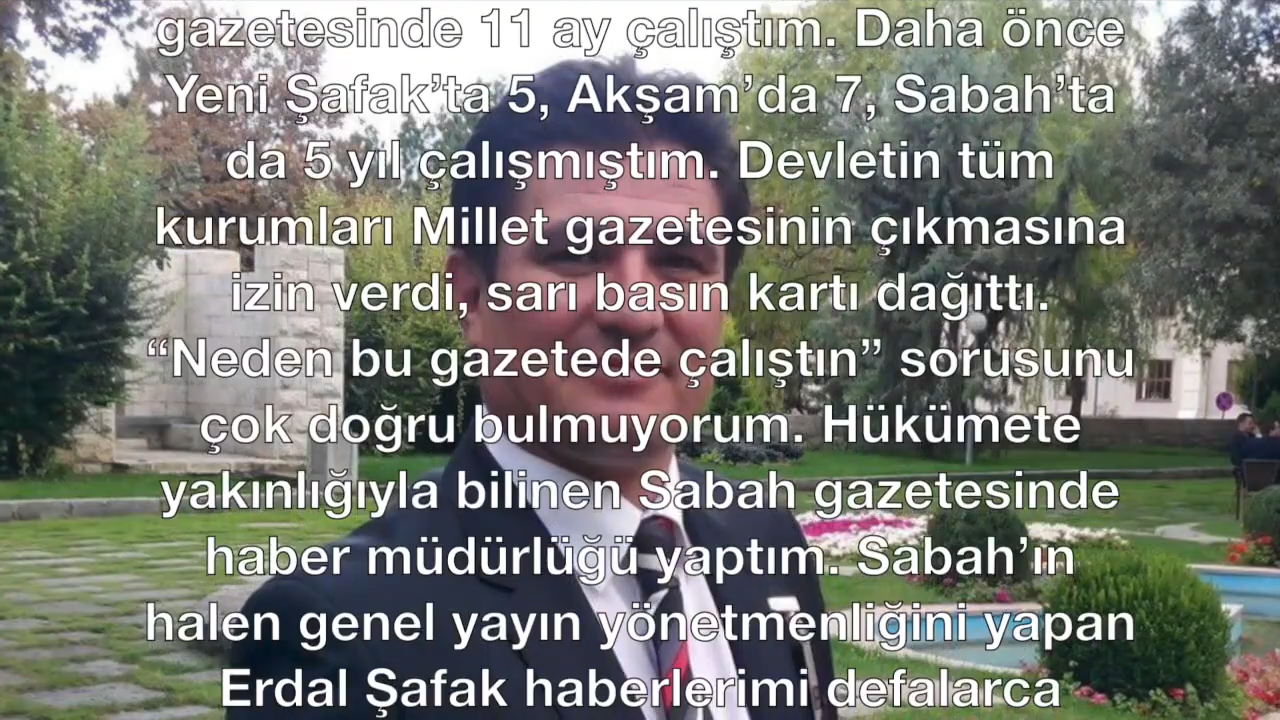 gazetesinde 11 ay çalıştım. Daha önce
Yeni Şafak’ta 5, Akşam’da 7, Sabah’ta
da 5 yıl çalışmıştım. Devletin tüm
kurumları Millet gazetesinin çıkmasına
izin verdi, sarı basın kartı dağıttı.
“Neden bu gazetede çalıştın” sorusunu
çok doğru bulmuyorum. Hükümete
yakınlığıyla bilinen Sabah gazetesinde
haber müdürlüğü yaptım. Sabah’ın
halen genel yayın yönetmenliğini yapan
Erdal Şafak haberlerimi defalarca